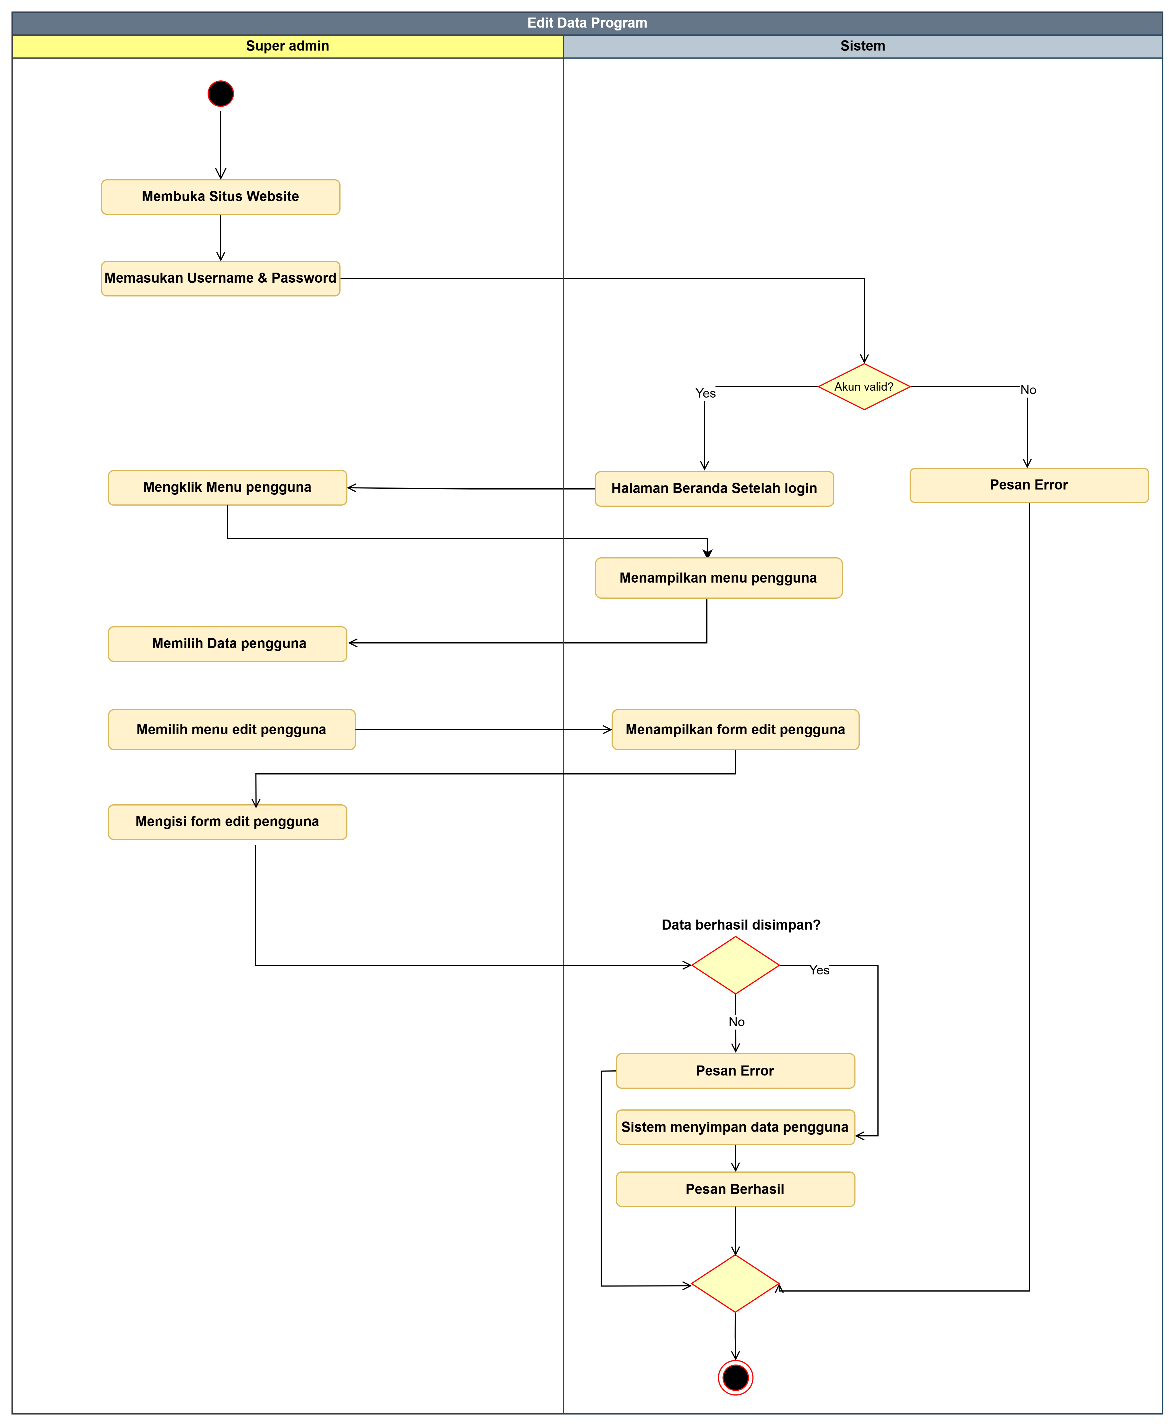 Edit Data Program
Super admin
Sistem
Membuka Situs Website
Memasukan Username & Password
Akun valid?
Yes
No
Mengklik Menu pengguna
Halaman Beranda Setelah login
Pesan Error
Menampilkan menu pengguna
Memilih Data pengguna
Memilih menu edit pengguna
Menampilkan form edit pengguna
Mengisi form edit pengguna
Data berhasil disimpan?
Yes
No
Pesan Error
Sistem menyimpan data pengguna
Pesan Berhasil